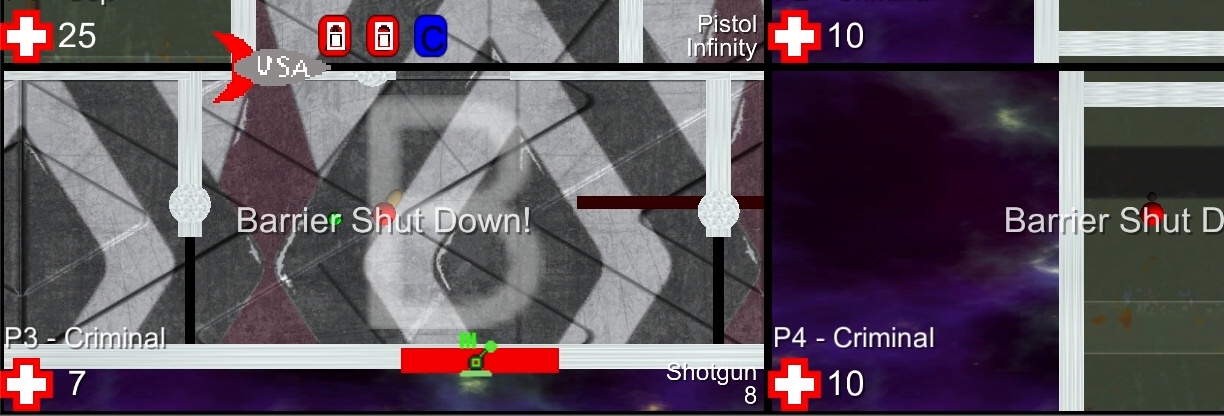 25
C
Pistol
Infinity
10
USA
B
Barrier Shut Down!
Barrier Shut D
P3 - Criminal
7
Shotgun
8
P4 - Criminal
10